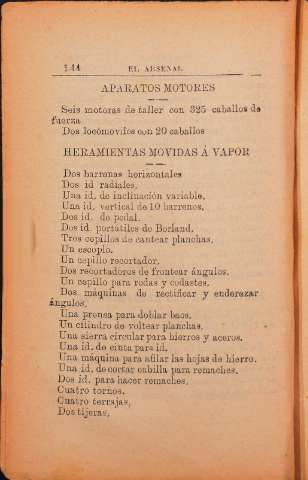 144 EL ARSENAL
APARATOS MOTORES
Seis motoras de taller con 325 caballos de
fuerza
Dos locómoviles con 20 caballos
HERAMIENTAS MOVIDAS Á VAPOR
Dos barrenas horizontales
Dos id radiales,
Una id. de inclinación variable,
Una id. vertical de 10 barrenos,
Dos id. de pedal.
Dos id. portátiles de Borland.
Tres cepillos de cantear planchas.
Un escoplo.
Un cepillo recortador.
Dos recortadores de frontear ángulos.
Un cepillo para rodas y codastes.
Dos máquinas de rectificar y enderezar
ángulos.
Una prensa para doblar baos.
Un cilindro de voltear planchas.
Una sierra circular para hierros y aceros.
Una id. de cinta para id.
Una máquina para afilar las hojas de hierro.
Una id, de cortar cabilla para remaches.
Dos id. para hacer remaches.
Cuatro tornos.
Cuatro terrajas,
Dos tijeras,